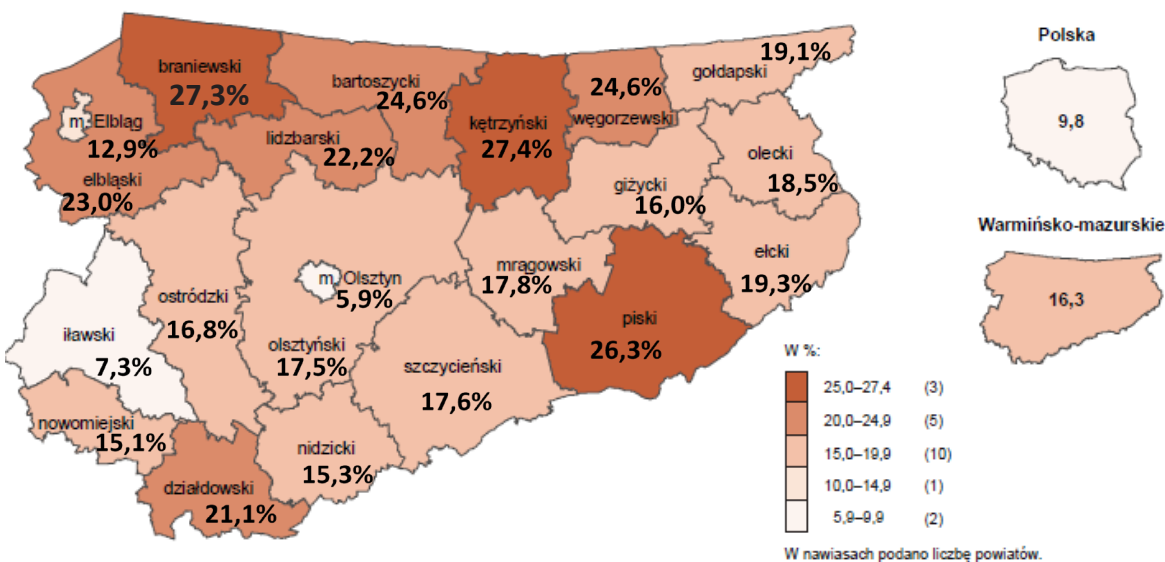 19,1%
gołdapski
braniewski
27,3%
bartoszycki
24,6%
24,6%
węgorzewski
kętrzyński
27,4%
m. Elbląg
12,9%
lidzbarski
22,2%
elbląski
23,0%
olecki
18,5%
giżycki
16,0%
ełcki
19,3%
mrągowski
17,8%
m. Olsztyn
5,9%
ostródzki
16,8%
iławski
7,3%
olsztyński
17,5%
piski
26,3%
szczycieński
17,6%
nowomiejski
15,1%
nidzicki
15,3%
działdowski
21,1%
Polska
9,8
Warmińsko-mazurskie
16,3
W %:
25,0–27,4 (3)
20,0–24,9 (5)
15,0–19,9 (10)
10,0–14,9 (1)
5,9–9,9 (2)
W nawiasach podano liczbę powiatów.